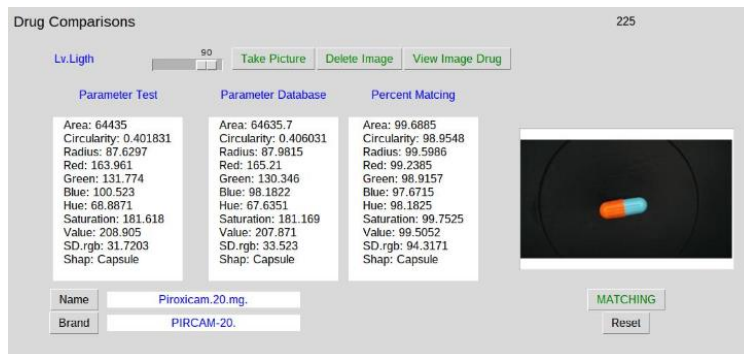 Drug Comparisons 225
Lv.Ligth 90 Take Picture Delete Image View Image Drug
Parameter Test Parameter Database Percent Matcing
Area: 64435 Area: 64635.7 Area: 99.6885
Circularity: 0.401831 Circularity: 0.406031 Circularity: 98.9548
Radius: 87.6297 Radius: 87.9815 Radius: 99.5986
Red: 163.961 Red: 165.21 Red: 99.2385
Green: 131.774 Green: 130.346 Green: 98.9157
Blue: 100.523 Blue: 98.1822 Blue: 97.6715
Hue: 68.8871 Hue: 67.6351 Hue: 98.1825
Saturation: 181.618 Saturation: 181.169 Saturation: 99.7525
Value: 208.905 Value: 207.871 Value: 99.5052
SD.rgb: 31.7203 SD.rgb: 33.523 SD.rgb: 94.3171
Shap: Capsule Shap: Capsule Shap: Capsule
Name Piroxicam.20.mg. MATCHING
Brand PIRCAM-20. Reset